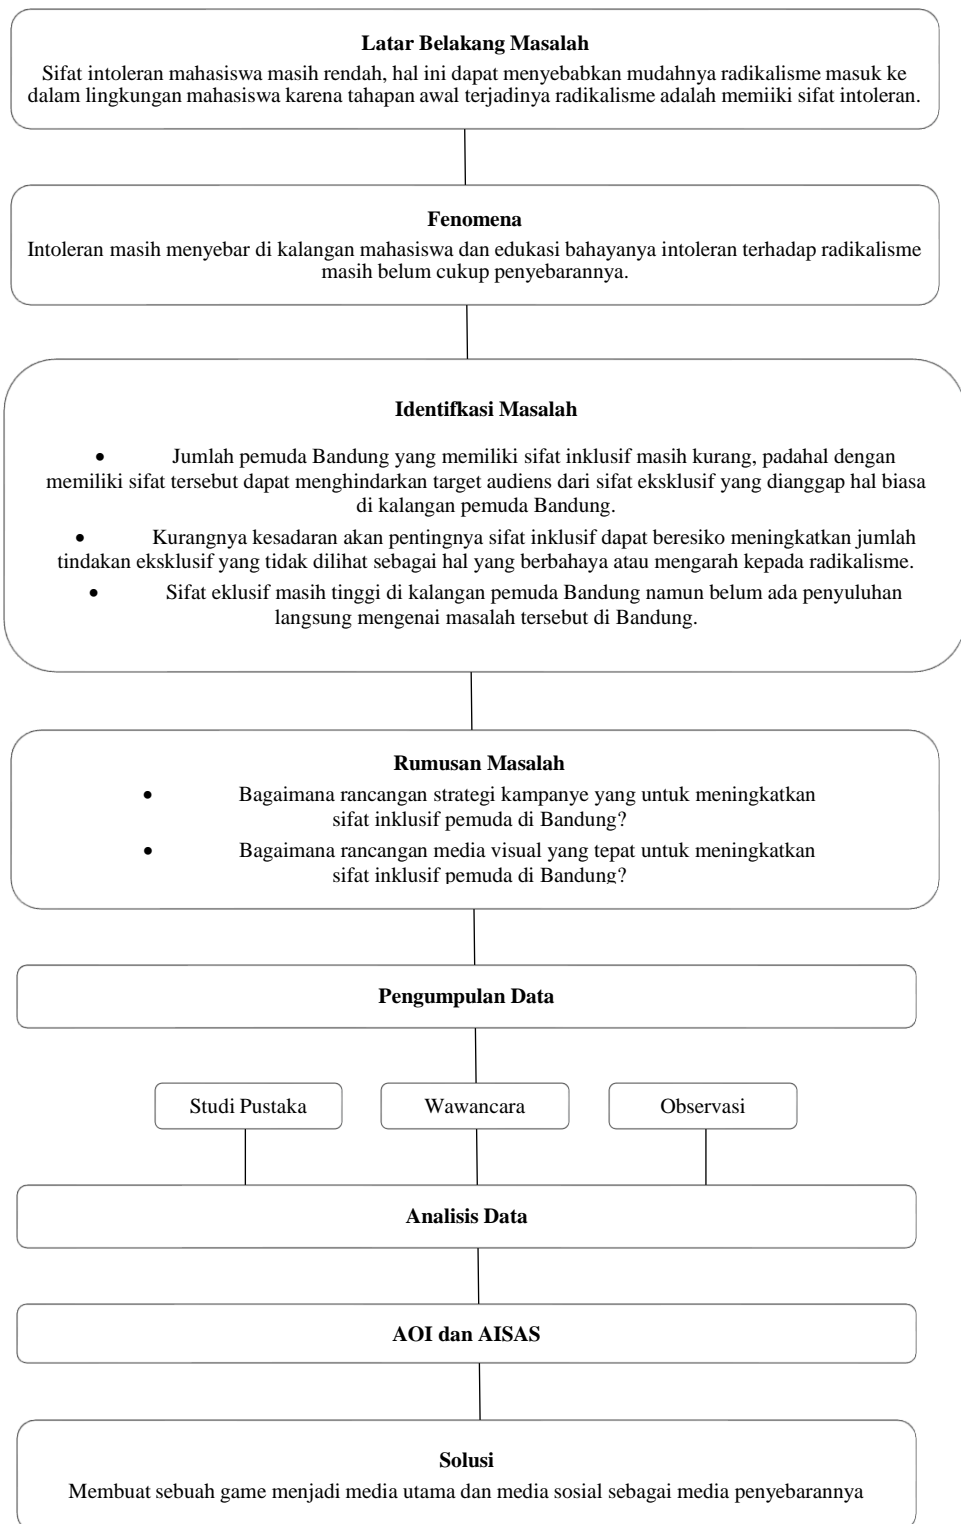 Latar Belakang Masalah
Sifat intoleran mahasiswa masih rendah, hal ini dapat menyebabkan mudahnya radikalisme masuk ke
dalam lingkungan mahasiswa karena tahapan awal terjadinya radikalisme adalah memiiki sifat intoleran.
Fenomena
Intoleran masih menyebar di kalangan mahasiswa dan edukasi bahayanya intoleran terhadap radikalisme
masih belum cukup penyebarannya.
Identifkasi Masalah
• Jumlah pemuda Bandung yang memiliki sifat inklusif masih kurang, padahal dengan
memiliki sifat tersebut dapat menghindarkan target audiens dari sifat eksklusif yang dianggap hal biasa
di kalangan pemuda Bandung.
• Kurangnya kesadaran akan pentingnya sifat inklusif dapat beresiko meningkatkan jumlah
tindakan eksklusif yang tidak dilihat sebagai hal yang berbahaya atau mengarah kepada radikalisme.
• Sifat eklusif masih tinggi di kalangan pemuda Bandung namun belum ada penyuluhan
langsung mengenai masalah tersebut di Bandung.
Rumusan Masalah
• Bagaimana rancangan strategi kampanye yang untuk meningkatkan
sifat inklusif pemuda di Bandung?
• Bagaimana rancangan media visual yang tepat untuk meningkatkan
sifat inklusif pemuda di Bandung?
Pengumpulan Data
Studi Pustaka
Wawancara
Observasi
Analisis Data
AOI dan AISAS
Solusi
Membuat sebuah game menjadi media utama dan media sosial sebagai media penyebarannya